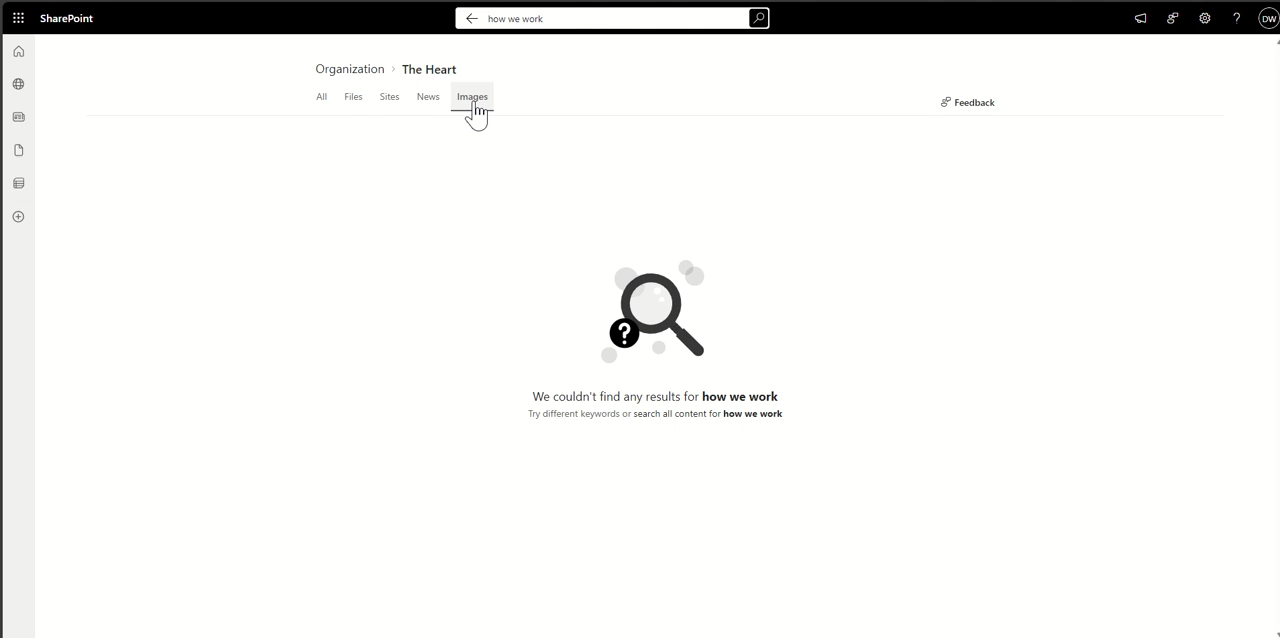 SharePoint
how we work
DW
Organization > The Heart
All Files Sites News Images
Feedback
?
We couldn't find any results for how we work
Try different keywords or search all content for how we work